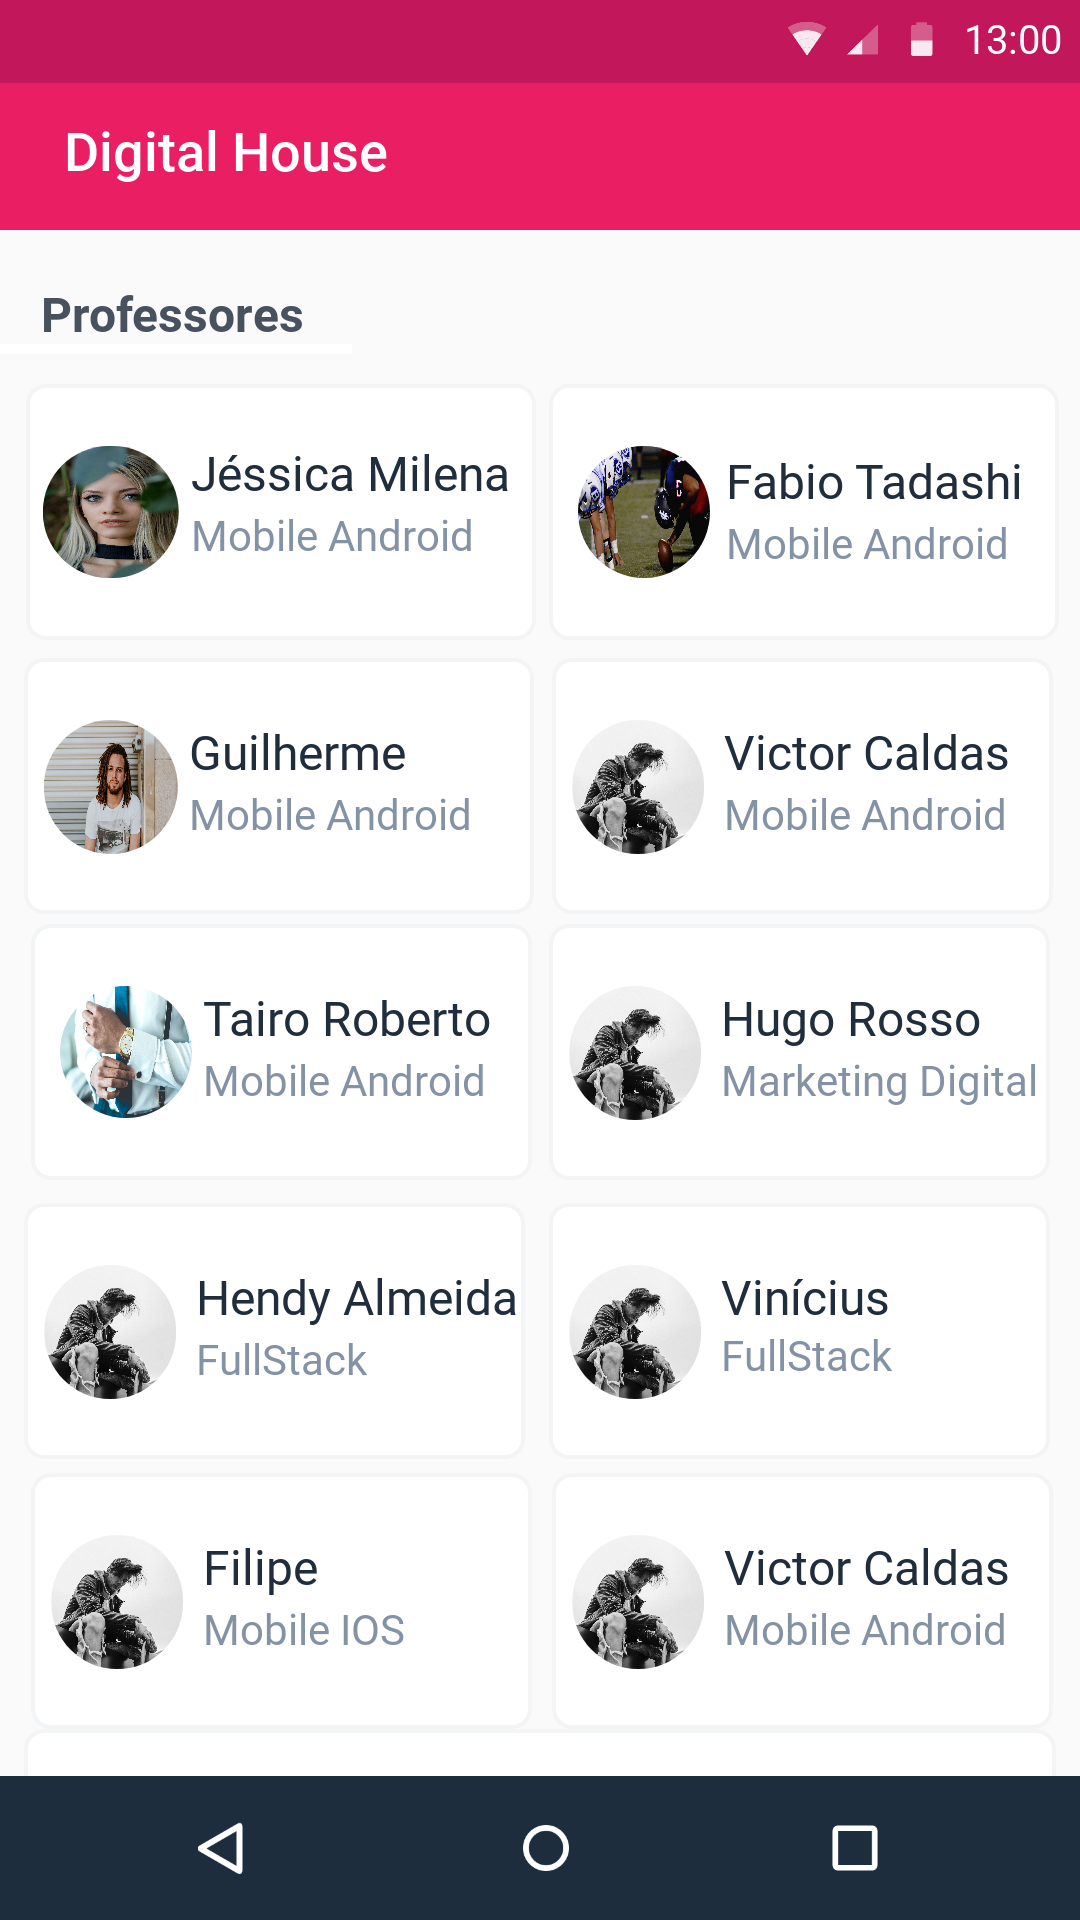 13:00
Digital House
Professores
Jéssica Milena
Mobile Android
Fabio Tadashi
Mobile Android
Guilherme
Mobile Android
Victor Caldas
Mobile Android
Tairo Roberto
Mobile Android
Hugo Rosso
Marketing Digital
Hendy Almeida
FullStack
Vinícius
FullStack
Filipe
Mobile IOS
Victor Caldas
Mobile Android